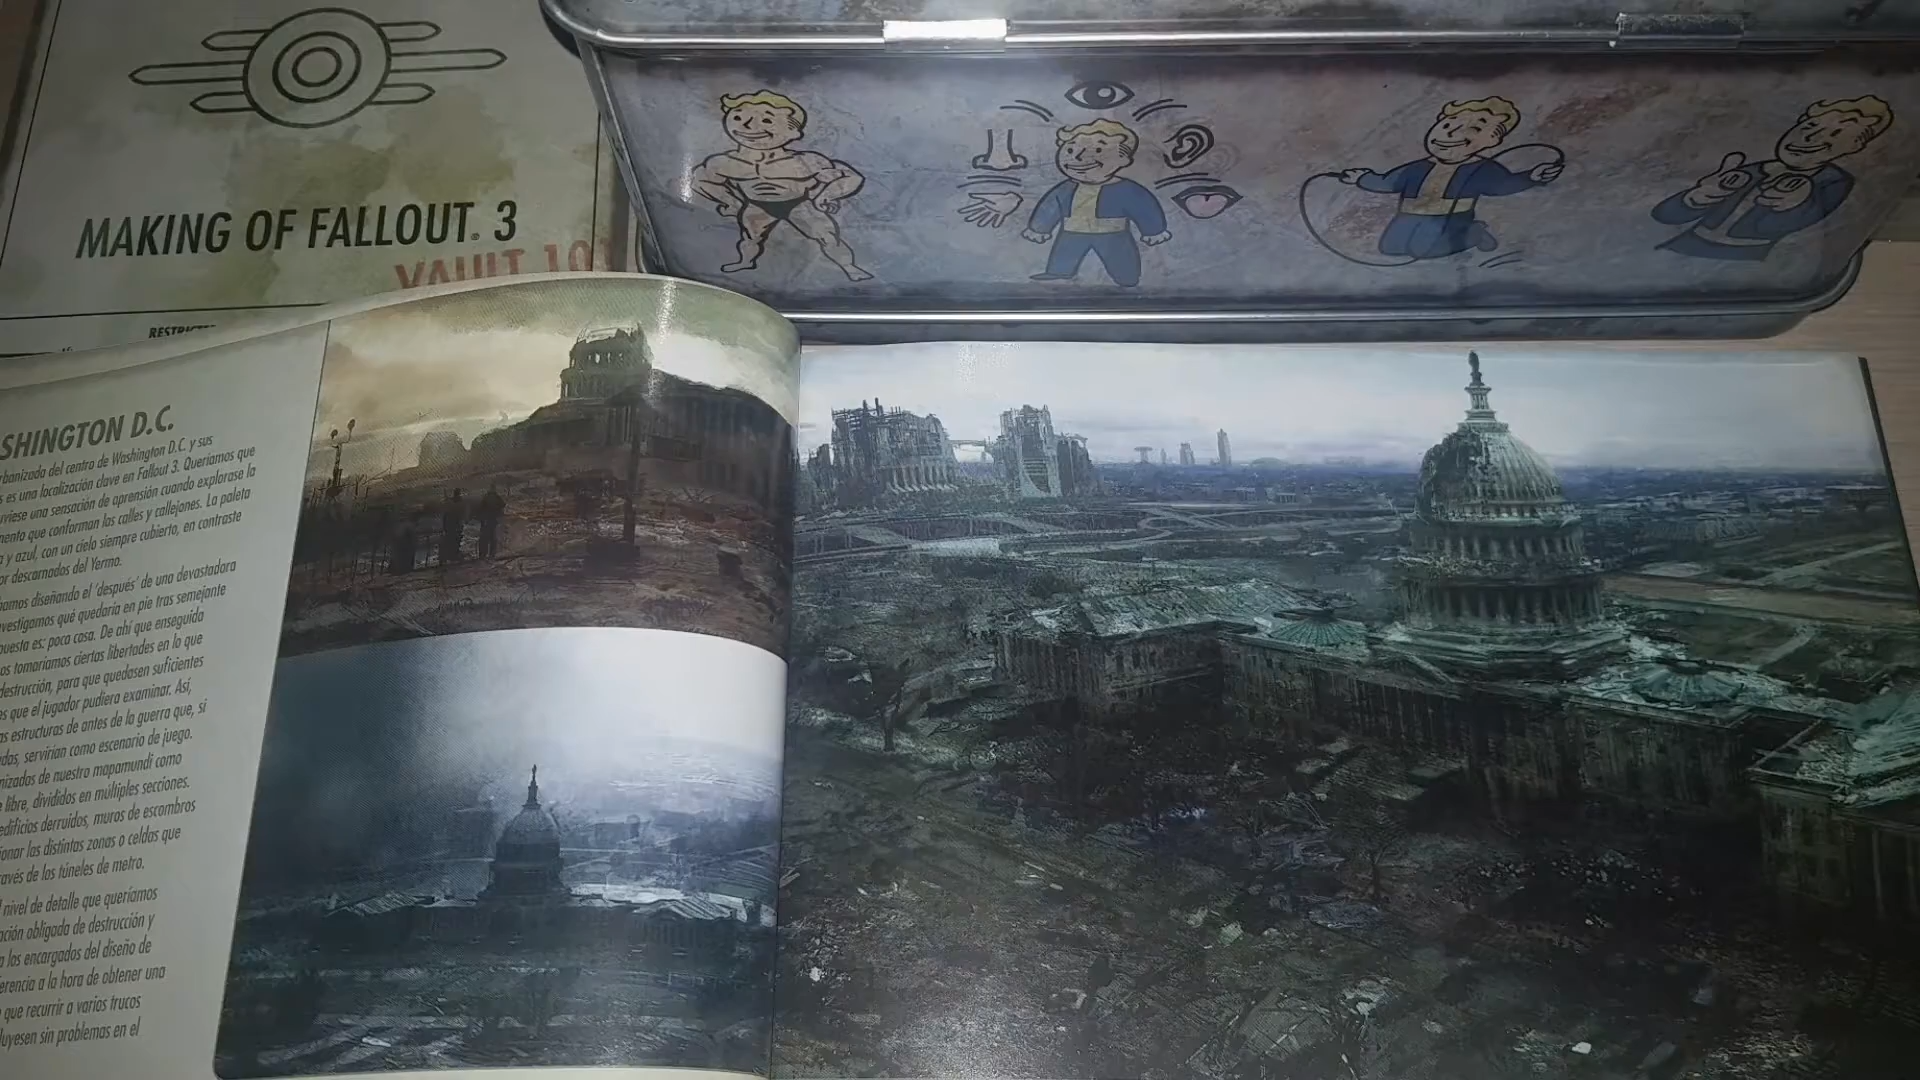 MAKING OF FALLOUT 3
VAULT 101
SHINGTON D.C.
rbanizada del centro de Washington D.C. y sus
s es una localización clave en Fallout 3. Queríamos que
uviese una sensación de aprensión cuando explorase la
mento que conforman las calles y callejones. La paleta
a y azul, con un cielo siempre cubierto, en contraste
or descarnados del Yermo.
bamos diseñando el 'después' de una devastadora
nvestigamos qué quedaría en pie tras semejante
puesta es: poca cosa. De ahí que enseguida
os tomaríamos ciertas libertades en lo que
destrucción, para que quedasen suficientes
os que el jugador pudiera examinar. Así,
as estructuras de antes de la guerra que, si
adas, servirían como escenario de juego.
nizadas de nuestro mapamundi como
e libre, divididos en múltiples secciones.
edificios derruidos, muros de escombros
ionar las distintas zonas o celdas que
avés de los túneles de metro.
l nivel de detalle que queríamos
ación obligada de destrucción y
a los encargados del diseño de
erencia a la hora de obtener una
que recurrir a varios trucos
luyesen sin problemas en el